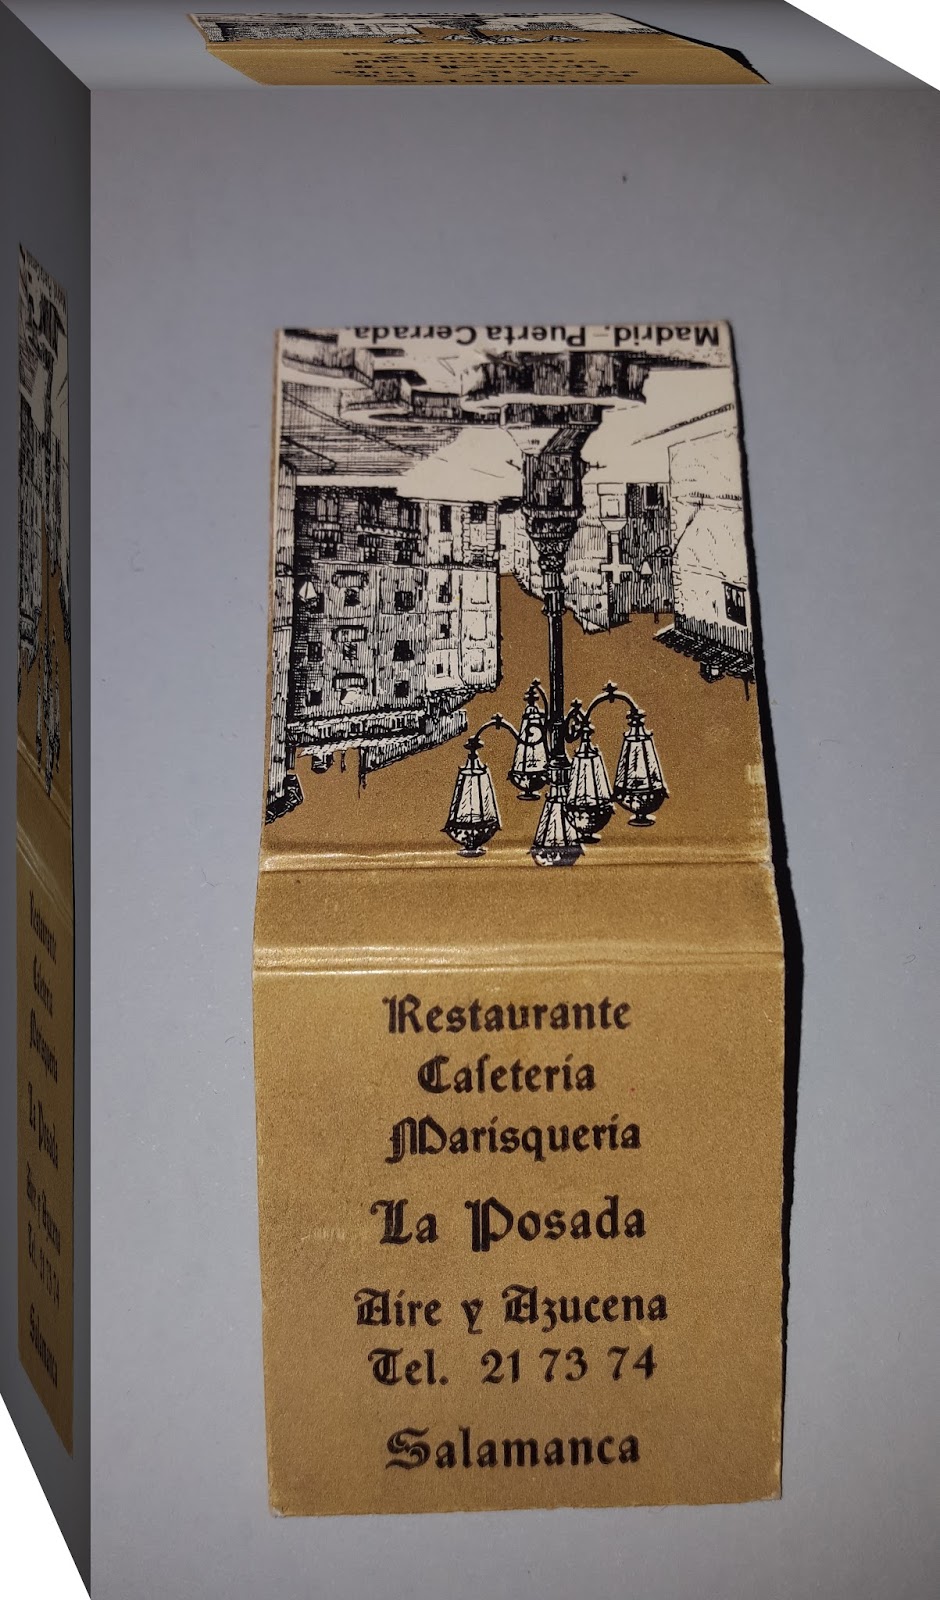 Madrid.-Puerta Cerrada.
Restaurante
Cafetería
Marisquería
La Posada
Aire y Azucena
Tel. 21 73 74
Salamanca